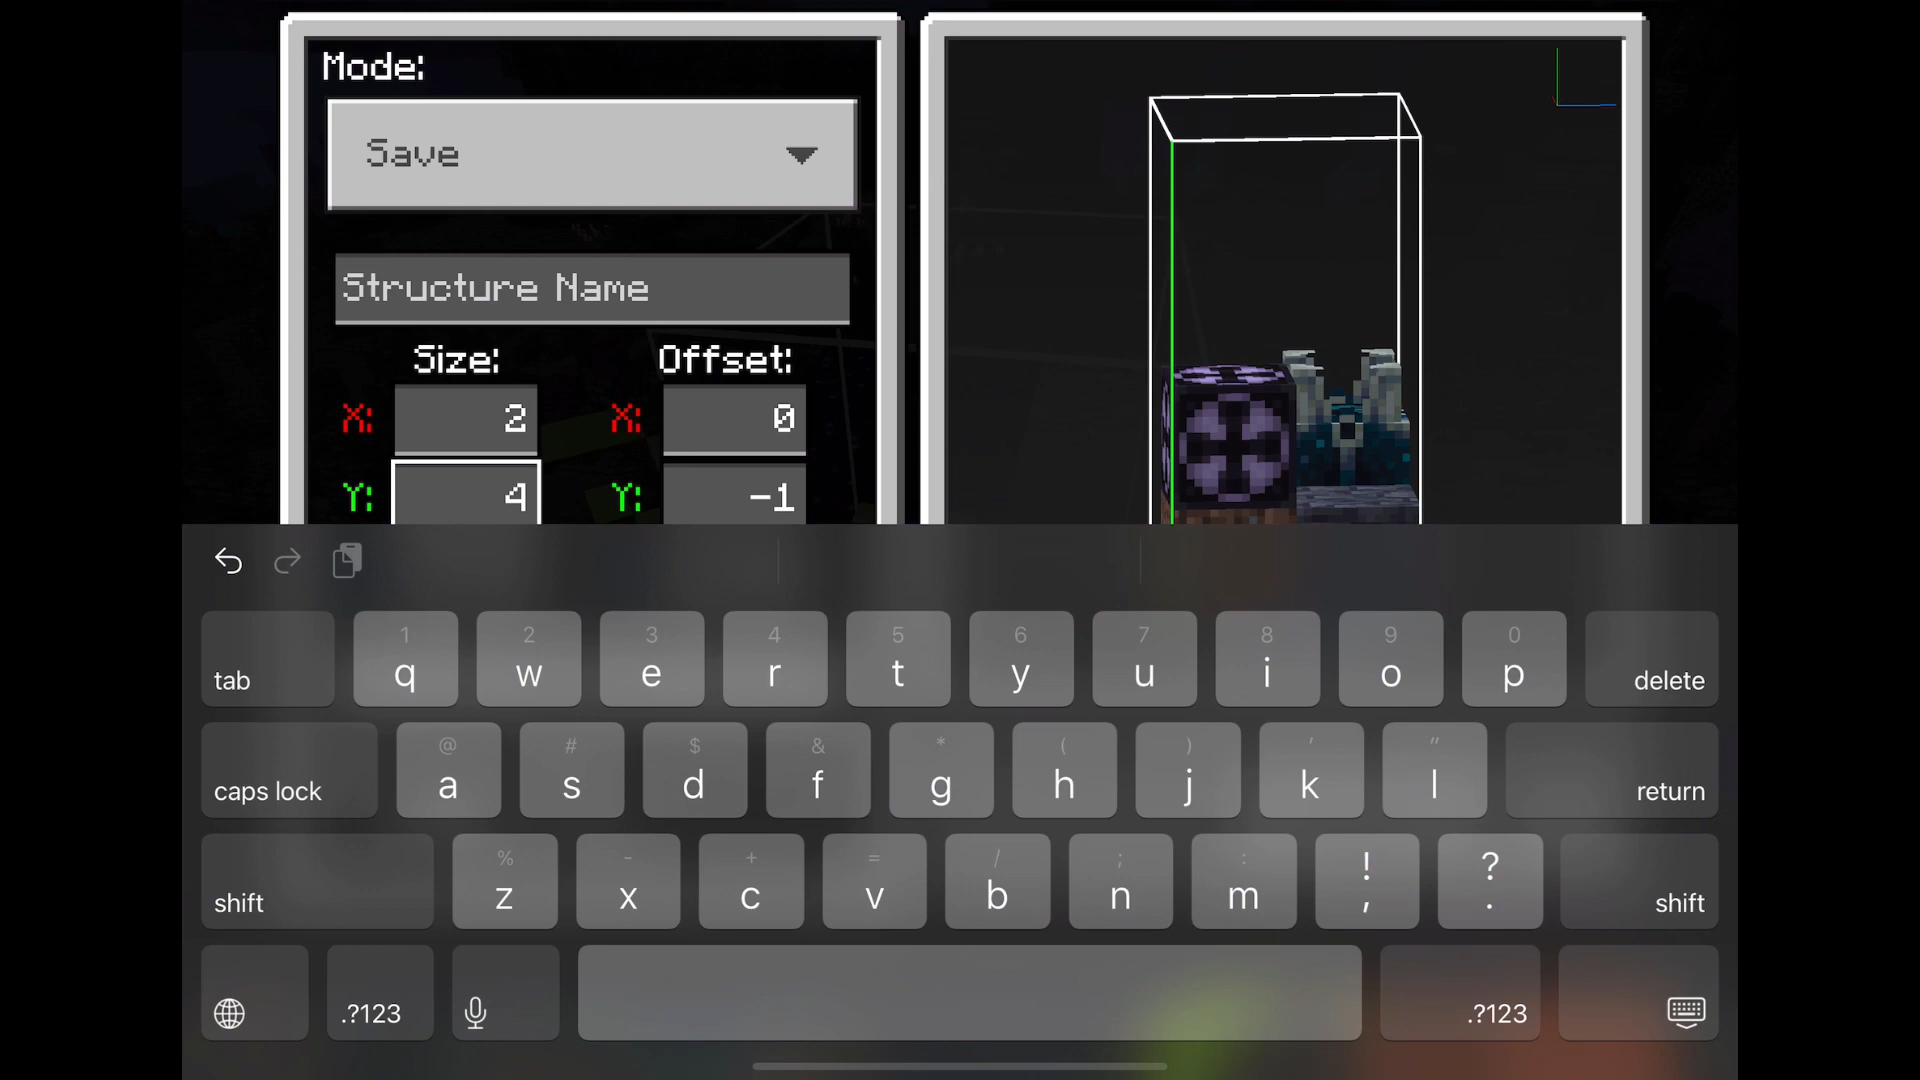 Mode:
Save
Structure Name
Size: Offset:
X: 2 X: 0
Y: 4 Y: -1
1 2 3 4 5 6 7 8 9 0
tab q w e r t y u i o p delete
@ # $ & * ( ) ' "
caps lock a s d f g h j k l return
% - + = / ; : ! ?
shift z x c v b n m , . shift
.?123 .?123